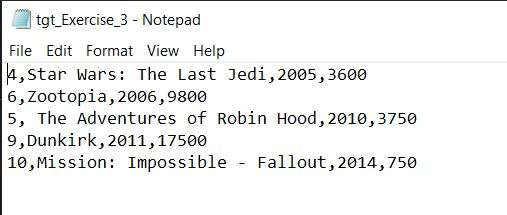 tgt_Exercise_3 - Notepad
File Edit Format View Help
4,Star Wars: The Last Jedi,2005,3600
6,Zootopia,2006,9800
5, The Adventures of Robin Hood,2010,3750
9,Dunkirk,2011,17500
10,Mission: Impossible - Fallout,2014,750